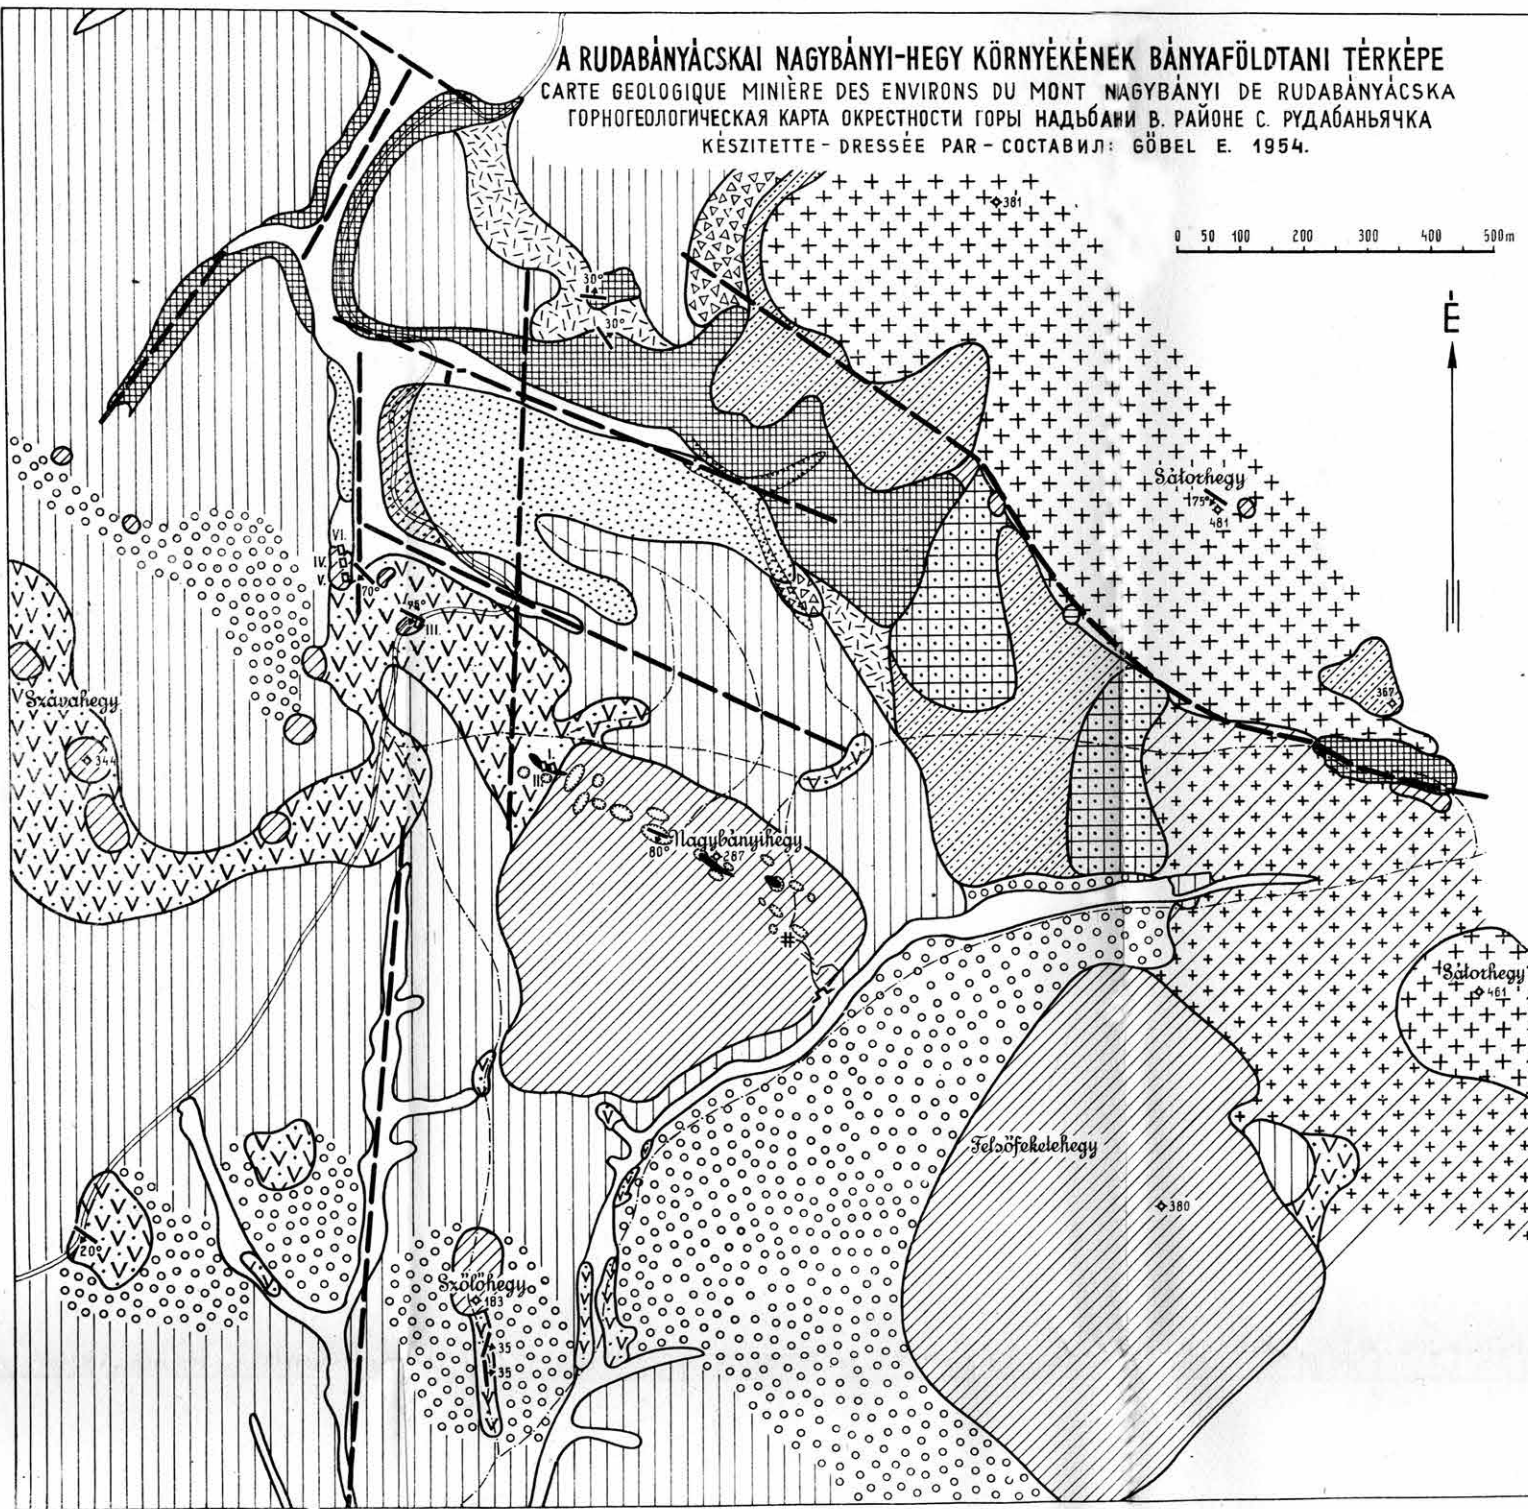 A RUDABÁNYÁCSKAI NAGYBÁNYI-HEGY KÖRNYÉKÉNEK BÁNYAFÖLDTANI TÉRKÉPE
CARTE GEOLOGIQUE MINIÈRE DES ENVIRONS DU MONT NAGYBÁNYI DE RUDABÁNYÁCSKA
ГОРНОГЕОЛОГИЧЕСКАЯ КАРТА ОКРЕСТНОСТИ ГОРЫ НАДЬБАНИ В. РАЙОНЕ С. РУДАБАНЬЯЧКА
KÉSZITETTE - DRESSÉE PAR - СОСТАВИЛ: GÖBEL E. 1954.
381
0 50 100 200 300 400 500m
É
30°
30°
Sátorhegy
75°
481
VI.
IV.
V.
70°
75°
III.
367
Szávahegy
344
I.
II.
Nagybányihegy
80°
287
Sátorhegy
461
Felsőfeketehegy
380
20°
Szőlőhegy
183
35
35